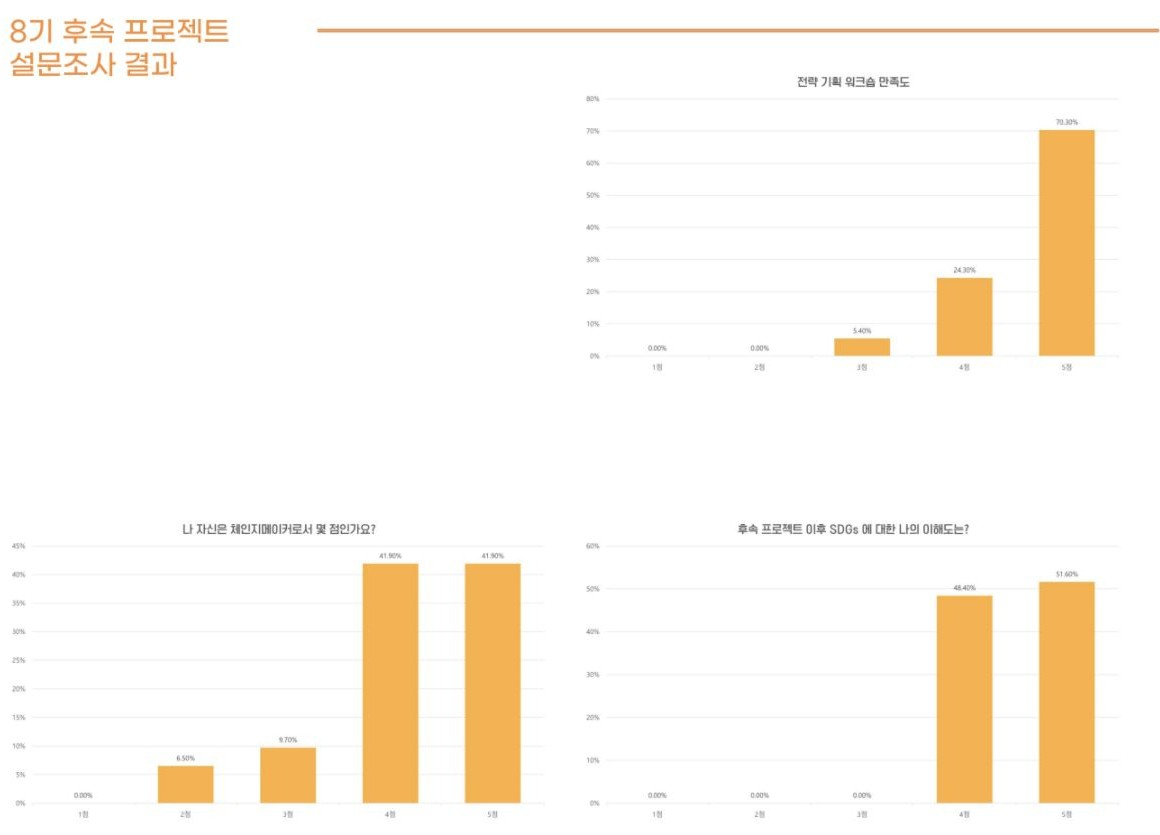 8기 후속 프로젝트
설문조사 결과
전략 기획 워크숍 만족도
80%
70%
60%
50%
40%
30%
20%
10%
0%
0.00%
0.00%
5.40%
24.30%
70.30%
1점
2점
3점
4점
5점
나 자신은 체인지메이커로서 몇 점인가요?
45%
40%
35%
30%
25%
20%
15%
10%
5%
0%
0.00%
6.50%
9.70%
41.90%
41.90%
1점
2점
3점
4점
5점
후속 프로젝트 이후 SDGs 에 대한 나의 이해도는?
60%
50%
40%
30%
20%
10%
0%
0.00%
0.00%
0.00%
48.40%
51.60%
1점
2점
3점
4점
5점